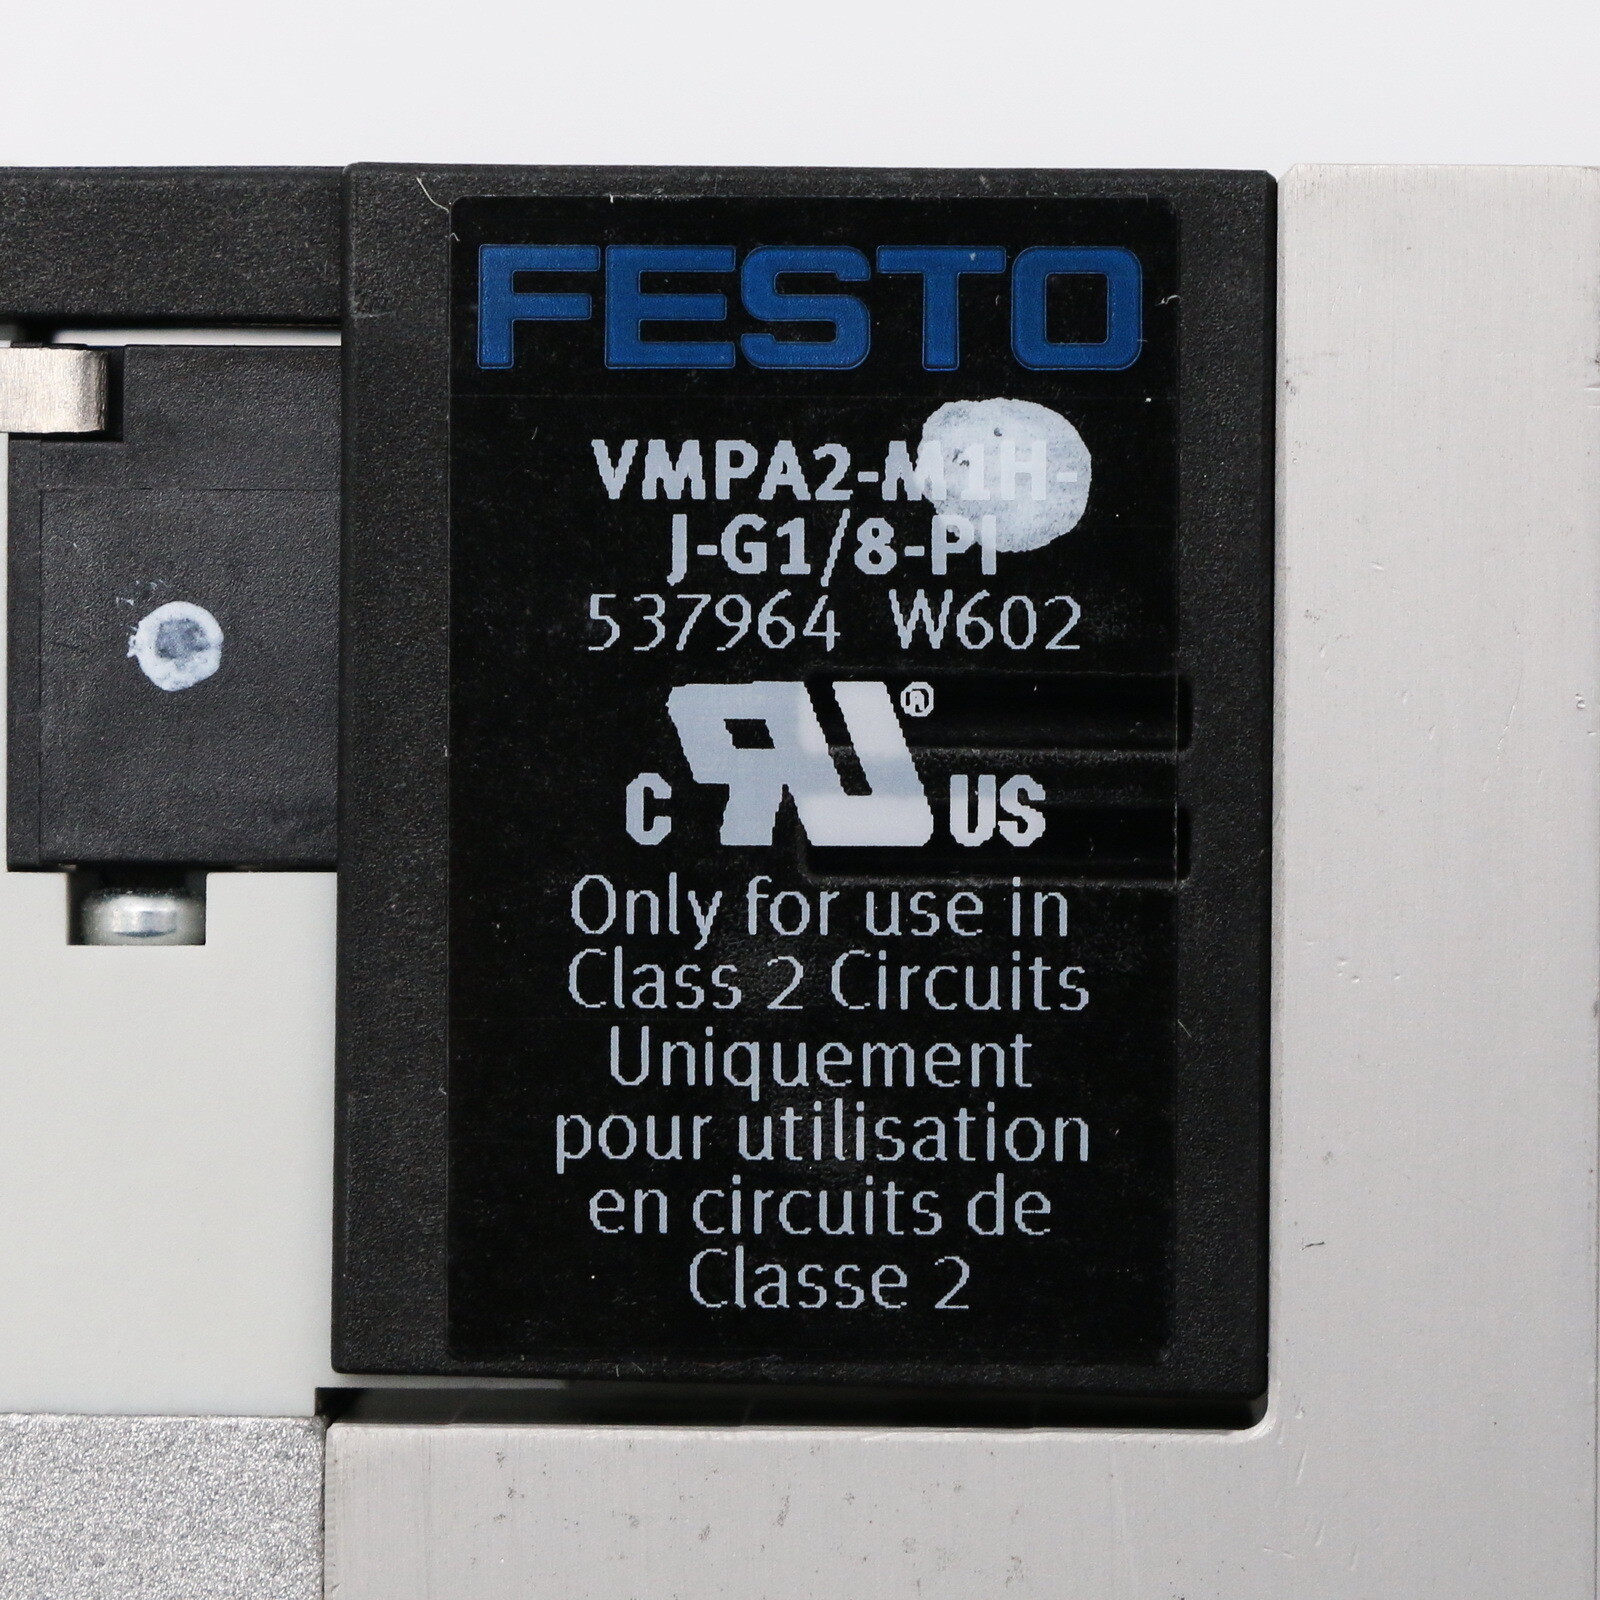 FESTO
VMPA2-M1H-
J-G1/8-PI
537964 W602
C RU® US
Only for use in
Class 2 Circuits
Uniquement
pour utilisation
en circuits de
Classe 2